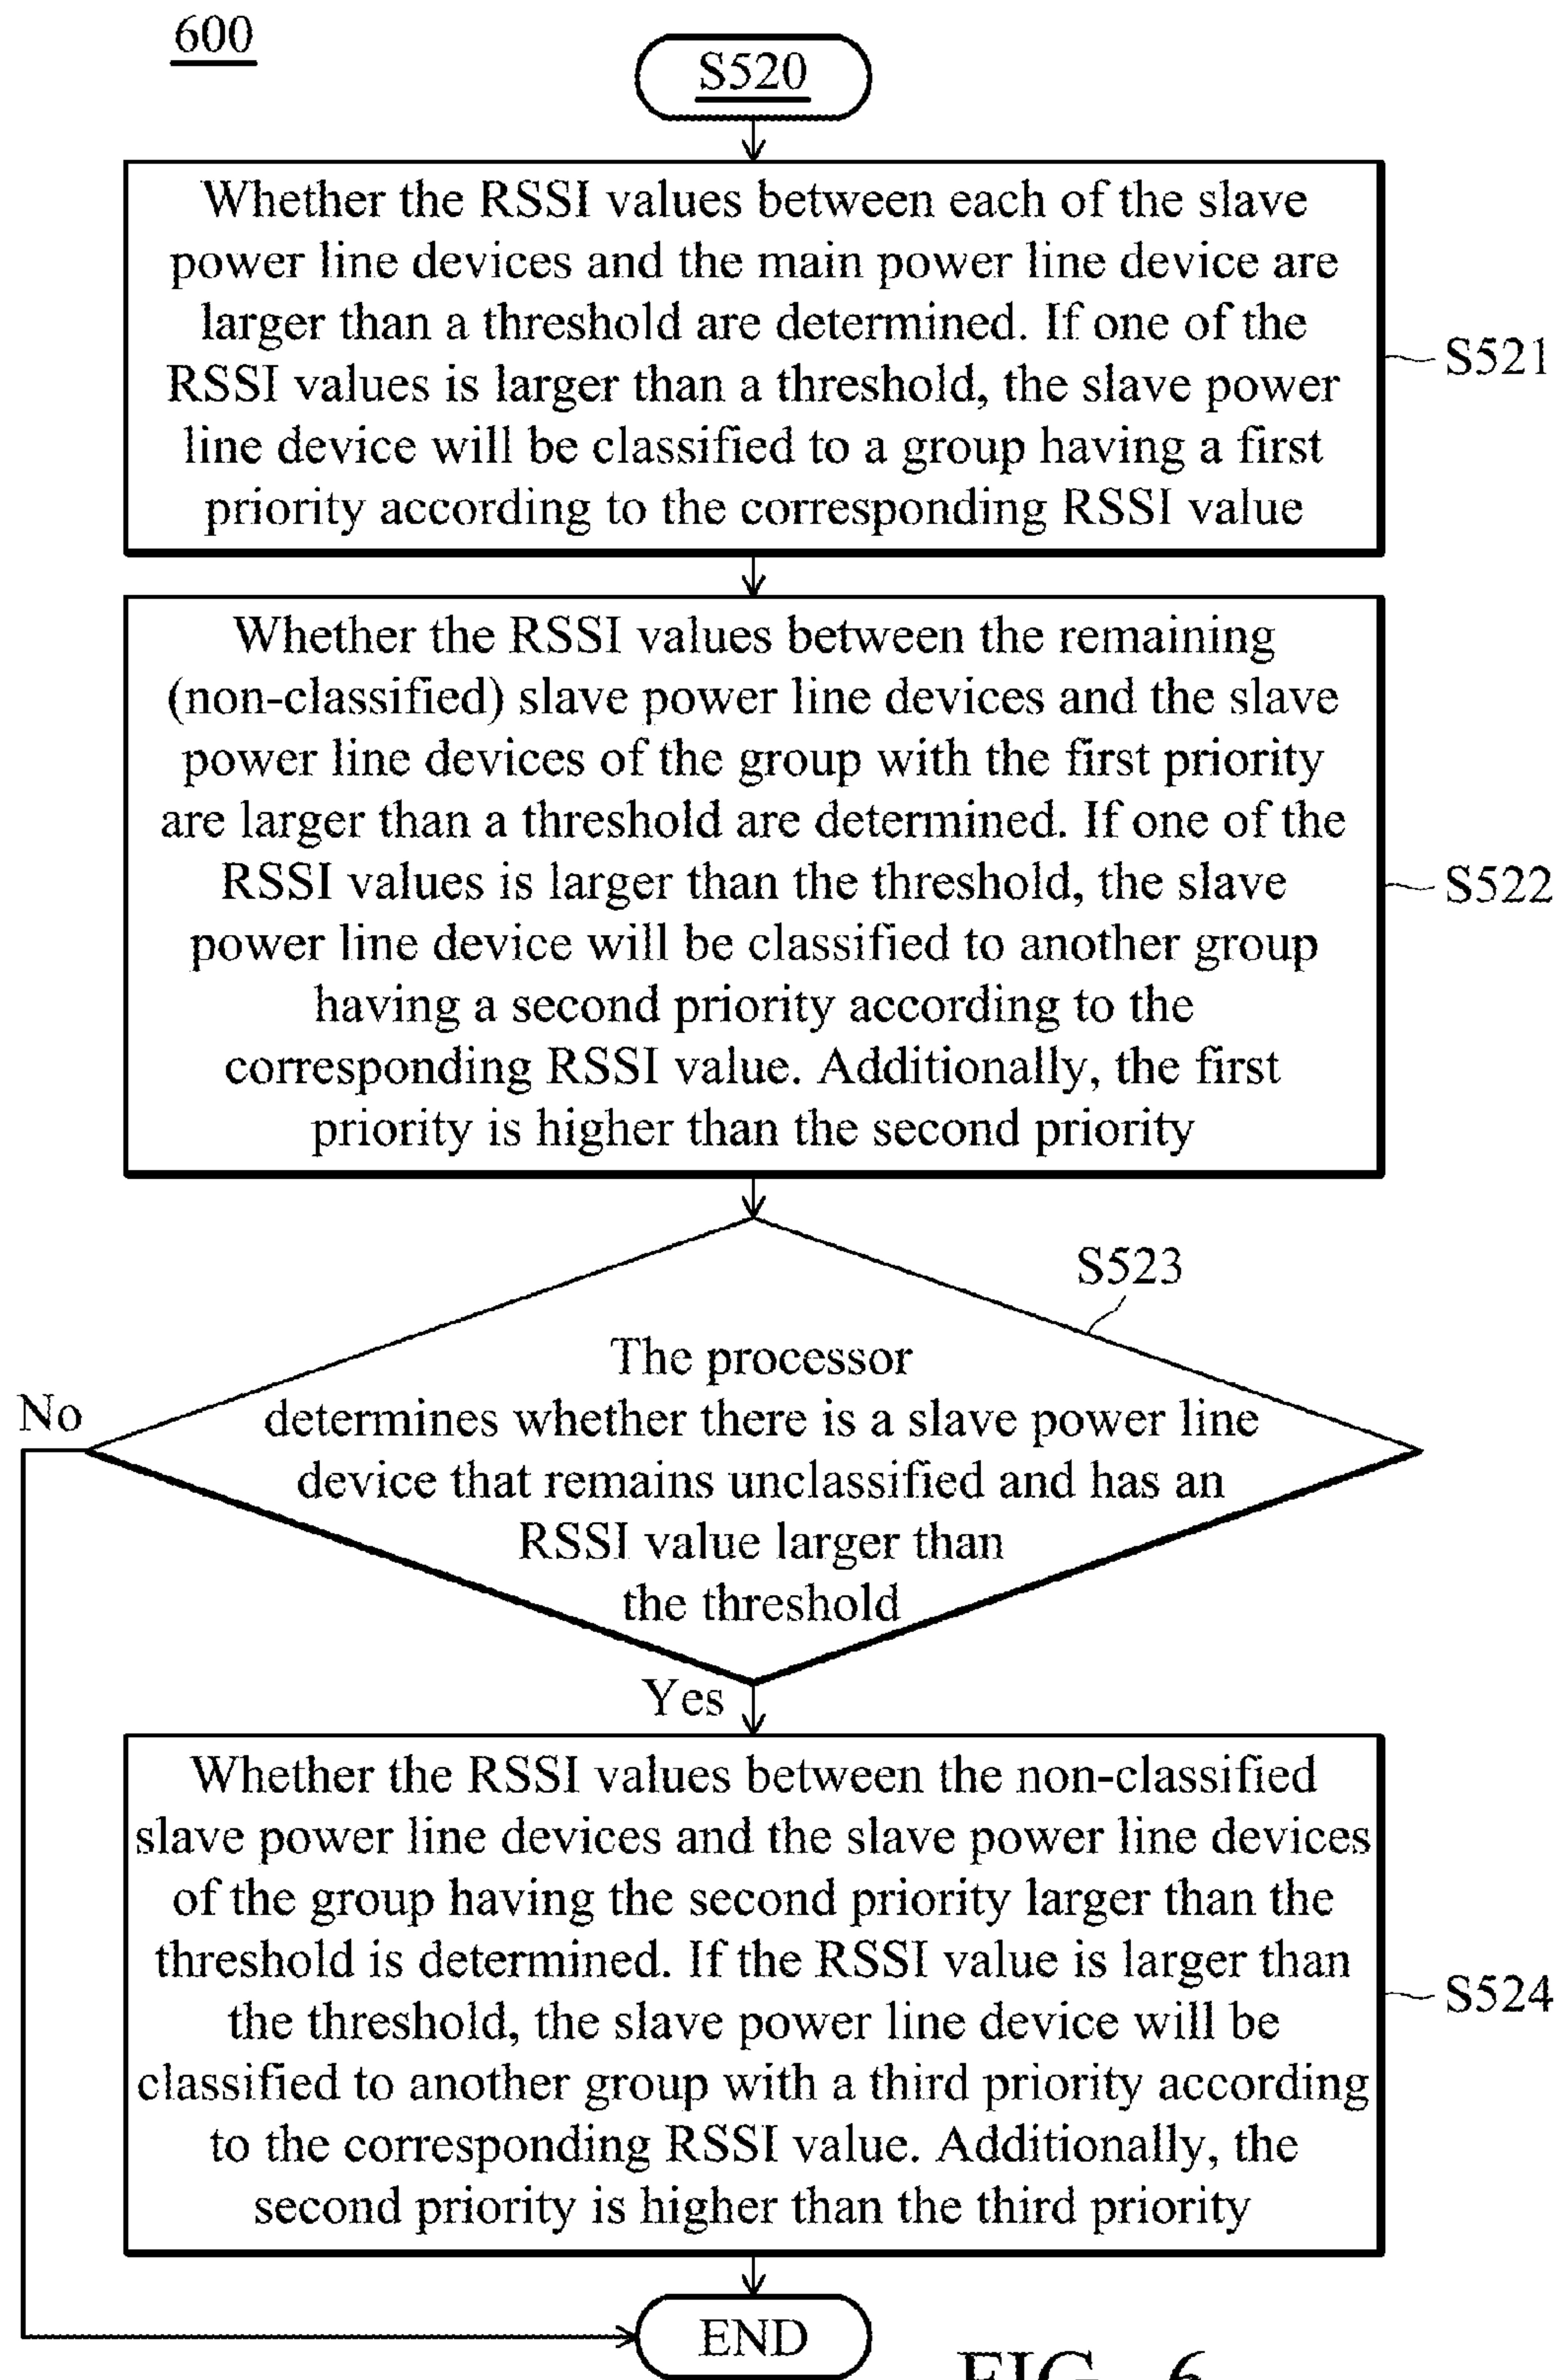 600
S520
Whether the RSSI values between each of the slave
power line devices and the main power line device are
larger than a threshold are determined. If one of the
RSSI values is larger than a threshold, the slave power
line device will be classified to a group having a first
priority according to the corresponding RSSI value
S521
Whether the RSSI values between the remaining
(non-classified) slave power line devices and the slave
power line devices of the group with the first priority
are larger than a threshold are determined. If one of the
RSSI values is larger than the threshold, the slave
power line device will be classified to another group
having a second priority according to the
corresponding RSSI value. Additionally, the first
priority is higher than the second priority
S522
S523
The processor
determines whether there is a slave power line
device that remains unclassified and has an
RSSI value larger than
the threshold
No
Yes
Whether the RSSI values between the non-classified
slave power line devices and the slave power line devices
of the group having the second priority larger than the
threshold is determined. If the RSSI value is larger than
the threshold, the slave power line device will be
classified to another group with a third priority according
to the corresponding RSSI value. Additionally, the
second priority is higher than the third priority
S524
END
FIG. 6